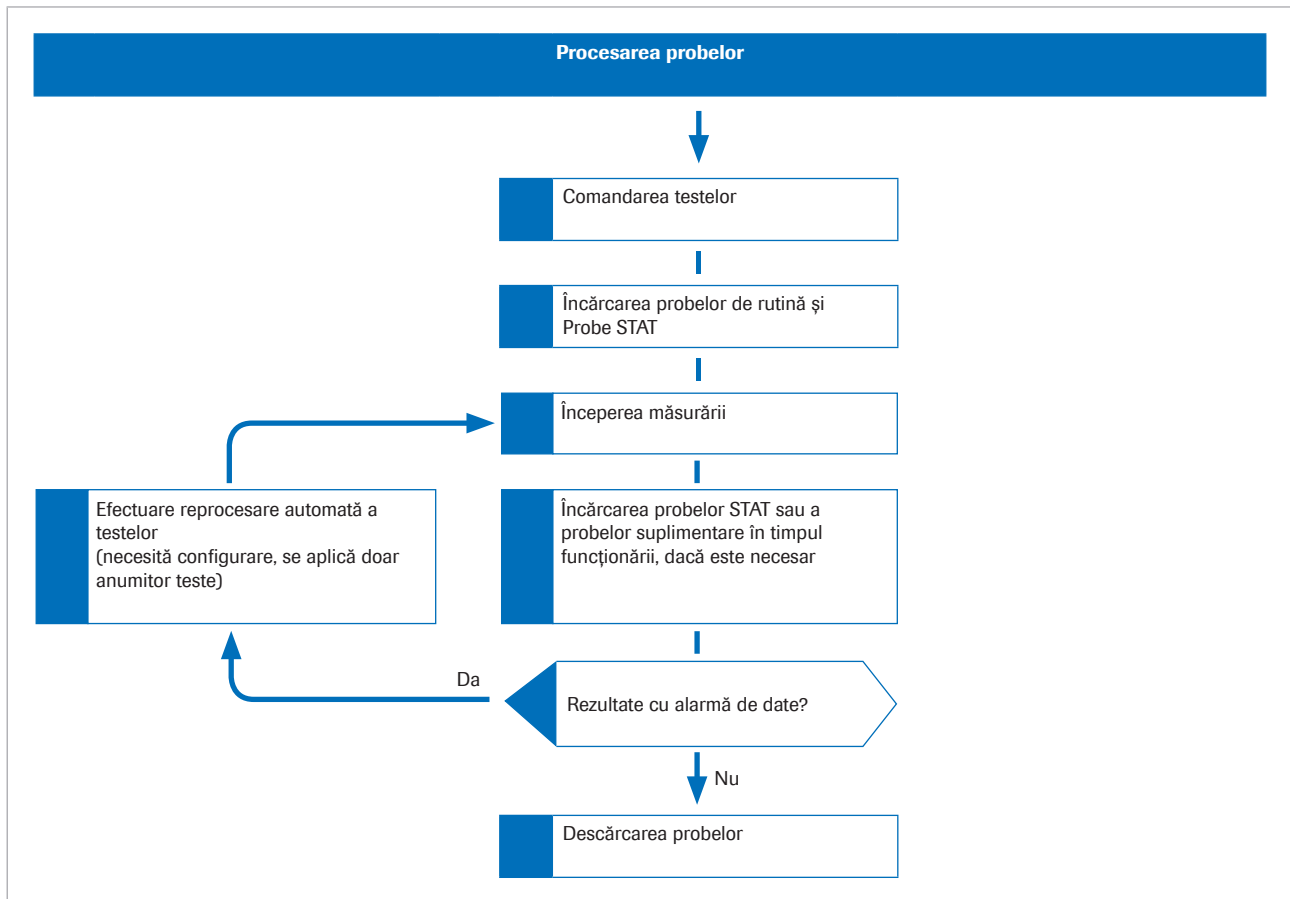 Procesarea probelor
Comandarea testelor
Încărcarea probelor de rutină și
Probe STAT
Începerea măsurării
Efectuare reprocesare automată a
testelor
(necesită configurare, se aplică doar
anumitor teste)
Încărcarea probelor STAT sau a
probelor suplimentare în timpul
funcționării, dacă este necesar
Da
Rezultate cu alarmă de date?
Nu
Descărcarea probelor